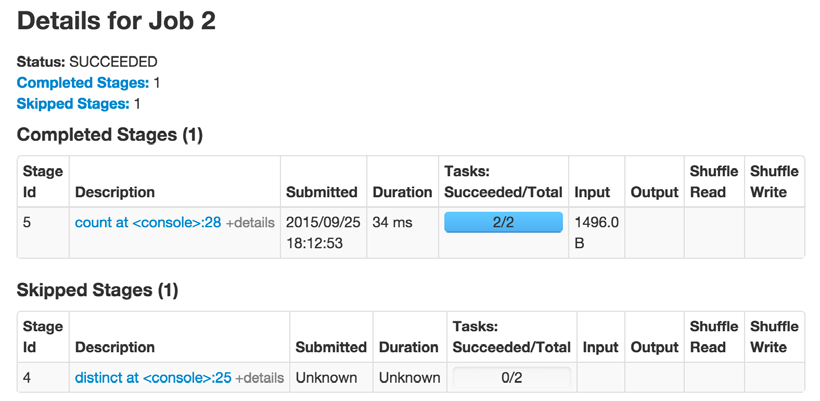 Details for Job 2
Status: SUCCEEDED
Completed Stages: 1
Skipped Stages: 1
Completed Stages (1)
Stage Id Description Submitted Duration Tasks: Succeeded/Total Input Output Shuffle Read Shuffle Write
5 count at <console>:28 +details 2015/09/25 18:12:53 34 ms 2/2 1496.0 B
Skipped Stages (1)
Stage Id Description Submitted Duration Tasks: Succeeded/Total Input Output Shuffle Read Shuffle Write
4 distinct at <console>:25 +details Unknown Unknown 0/2